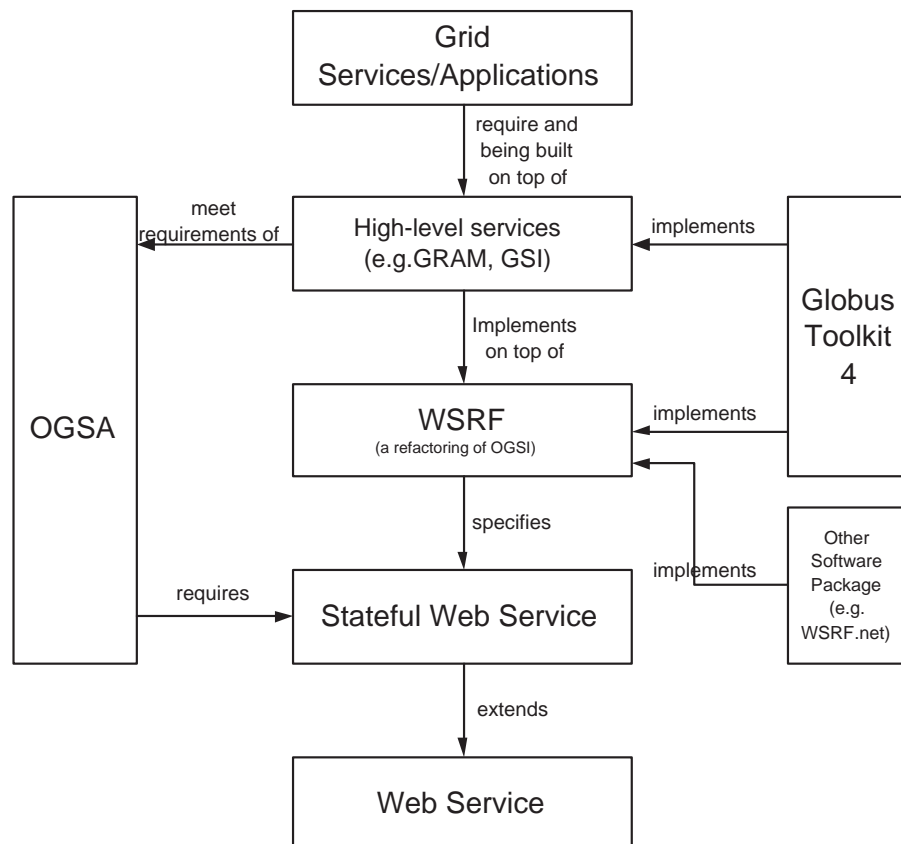 Grid
Services/Applications
require and
being built
on top of
meet
requirements of
High-level services
(e.g.GRAM, GSI)
implements
Globus
Toolkit
4
OGSA
Implements
on top of
WSRF
(a refactoring of OGSI)
implements
specifies
Other
Software
Package
(e.g.
WSRF.net)
implements
requires
Stateful Web Service
extends
Web Service